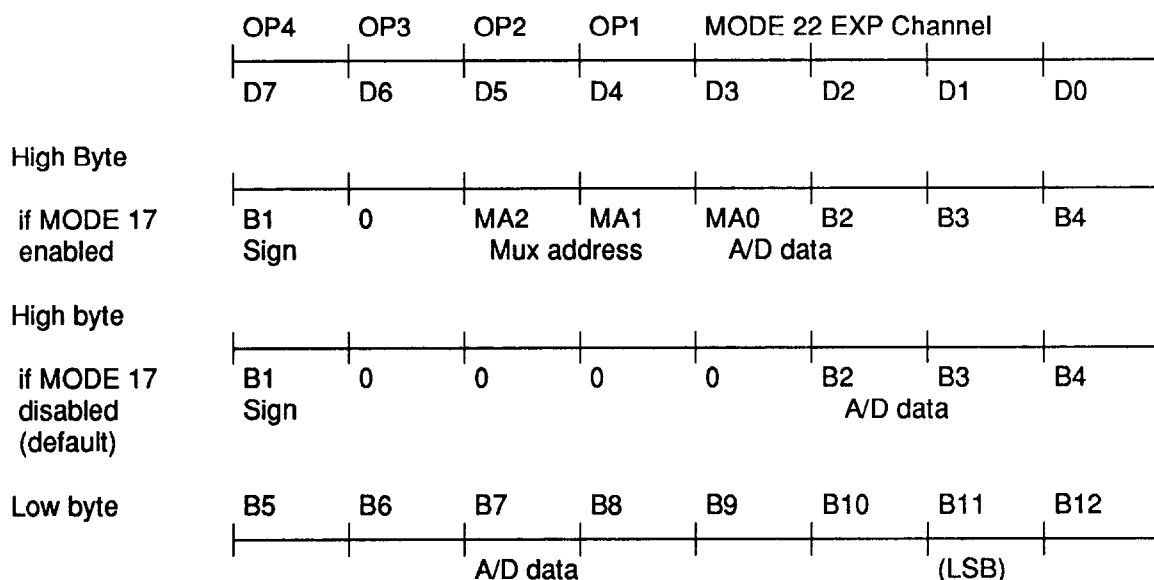 OP4 OP3 OP2 OP1 MODE 22 EXP Channel
D7 D6 D5 D4 D3 D2 D1 D0
High Byte
if MODE 17 B1 0 MA2 MA1 MA0 B2 B3 B4
enabled Sign Mux address A/D data
High byte
if MODE 17 B1 0 0 0 0 B2 B3 B4
disabled Sign A/D data
(default)
Low byte B5 B6 B7 B8 B9 B10 B11 B12
A/D data (LSB)